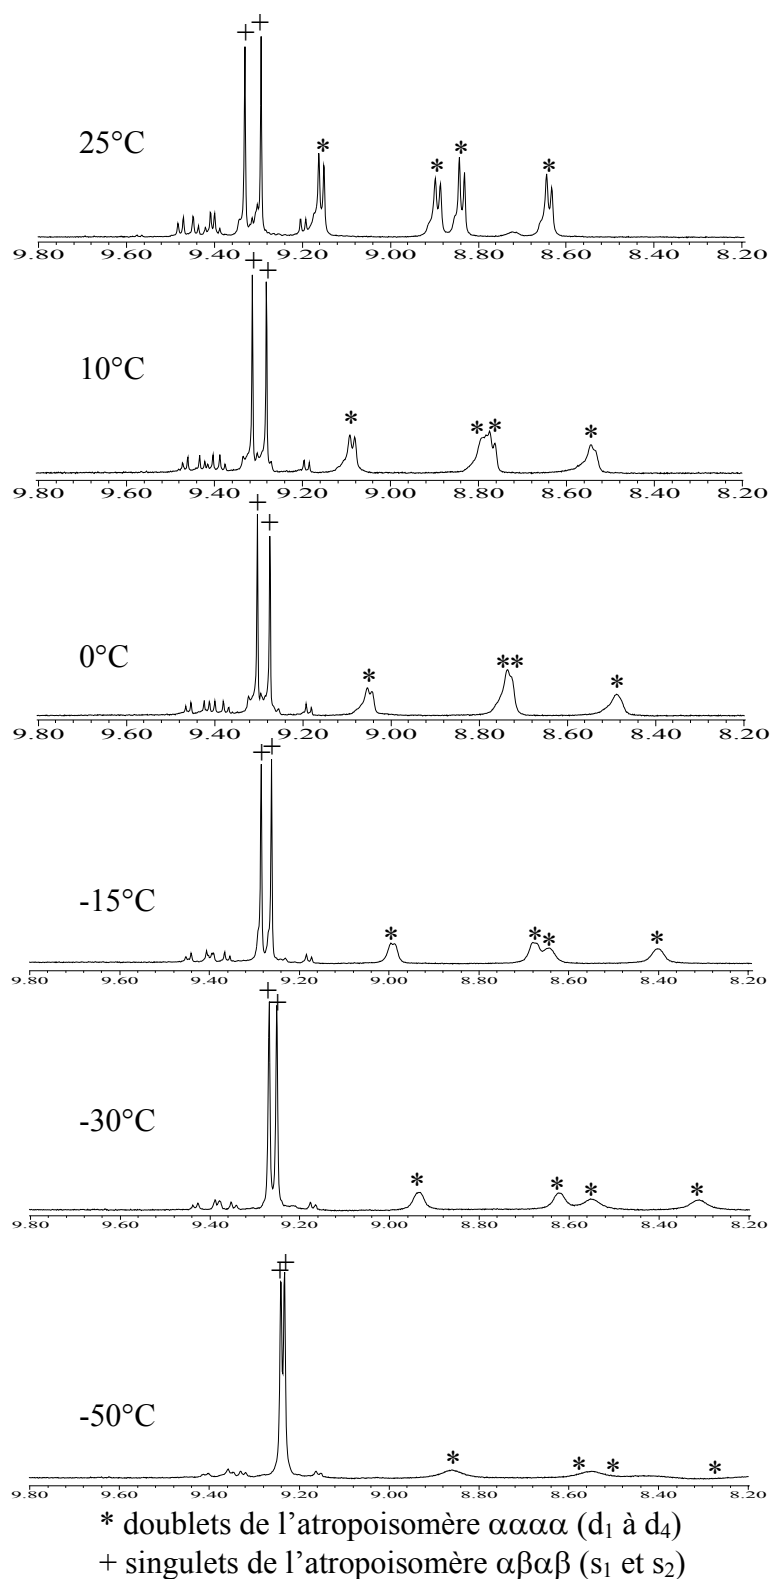 + +
25°C
* * * *
9.80 9.60 9.40 9.20 9.00 8.80 8.60 8.40 8.20
+ +
10°C
* * * *
9.80 9.60 9.40 9.20 9.00 8.80 8.60 8.40 8.20
+ +
0°C
* ** *
9.80 9.60 9.40 9.20 9.00 8.80 8.60 8.40 8.20
+ +
-15°C
* * * *
9.80 9.60 9.40 9.20 9.00 8.80 8.60 8.40 8.20
+ +
-30°C
* * * *
9.80 9.60 9.40 9.20 9.00 8.80 8.60 8.40 8.20
+ +
-50°C
* * * *
9.80 9.60 9.40 9.20 9.00 8.80 8.60 8.40 8.20
* doublets de l’atropoisomère αααα (d₁ à d₄)
+ singulets de l’atropoisomère αβαβ (s₁ et s₂)